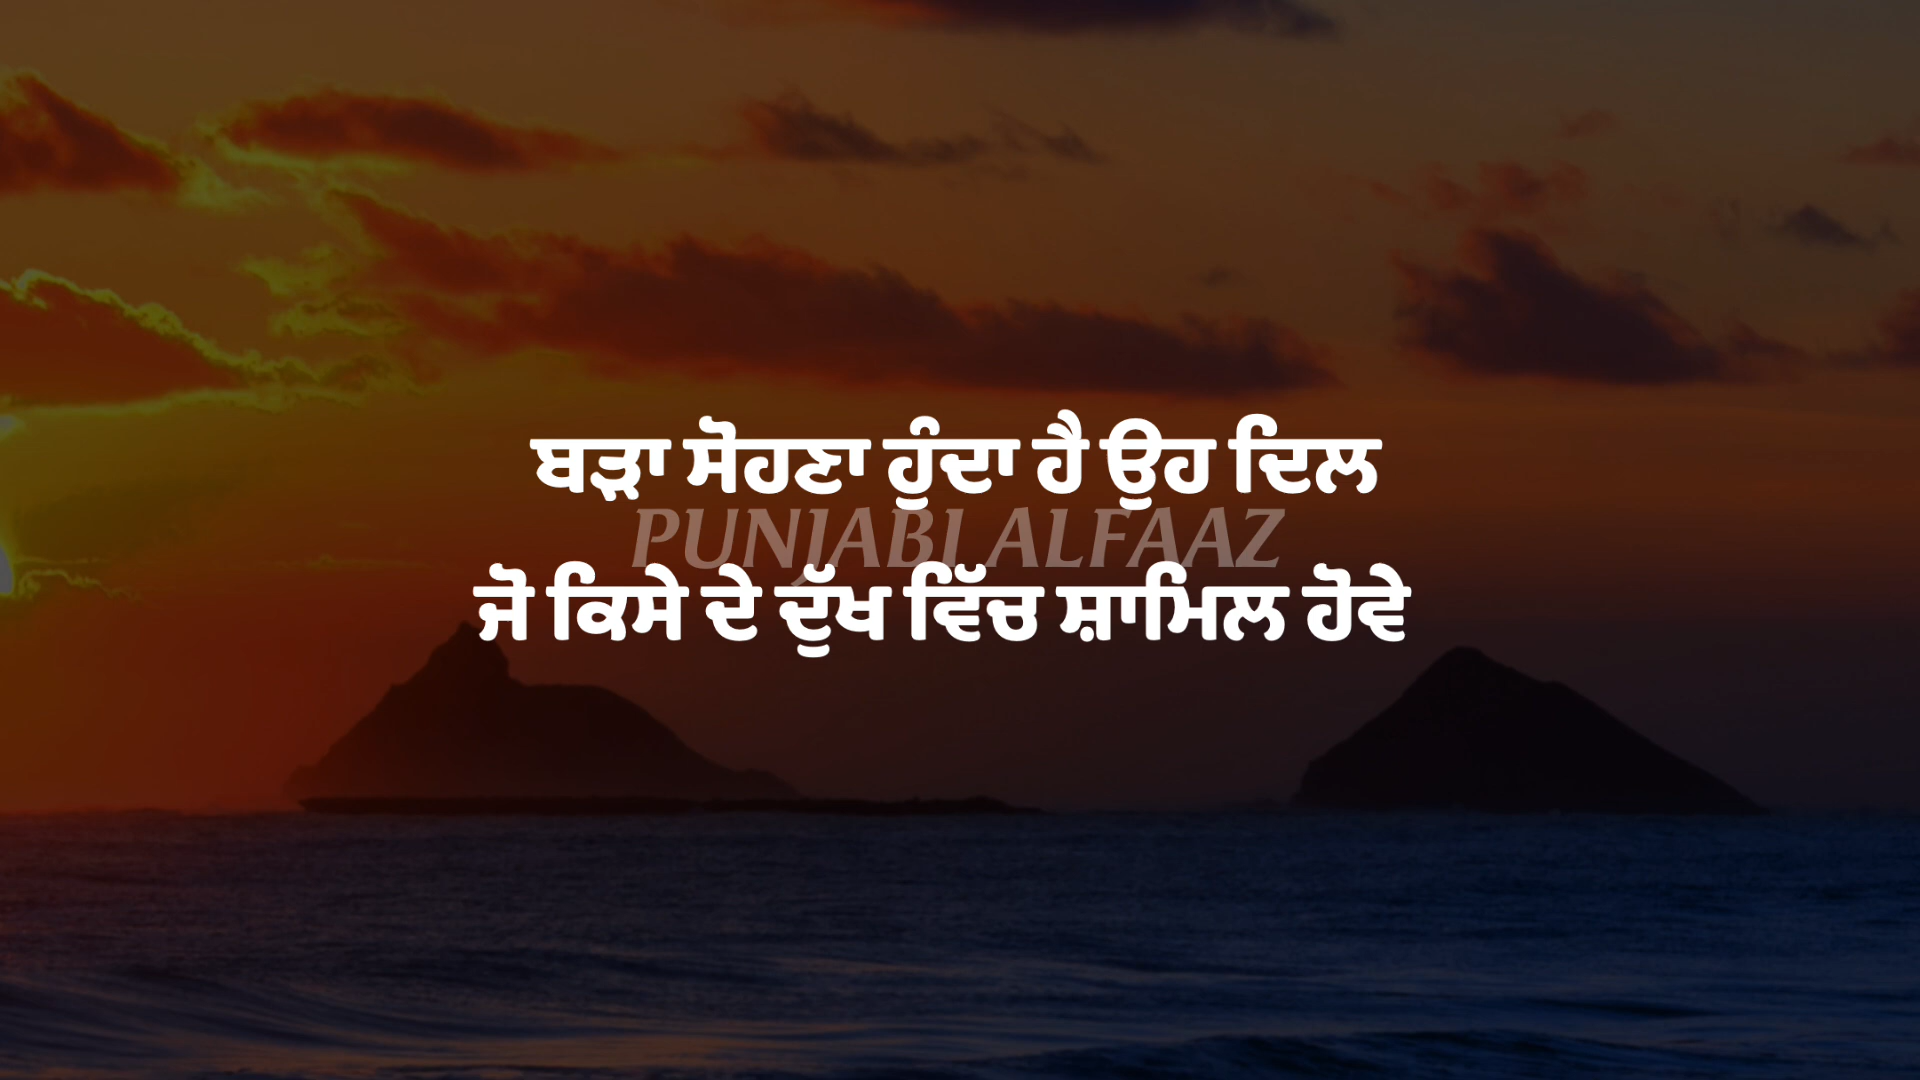 ਬੜਾ ਸੋਹਣਾ ਹੁੰਦਾ ਹੈ ਉਹ ਦਿਲ
PUNJABI ALFAAZ
ਜੋ ਕਿਸੇ ਦੇ ਦੁੱਖ ਵਿੱਚ ਸ਼ਾਮਿਲ ਹੋਵੇ